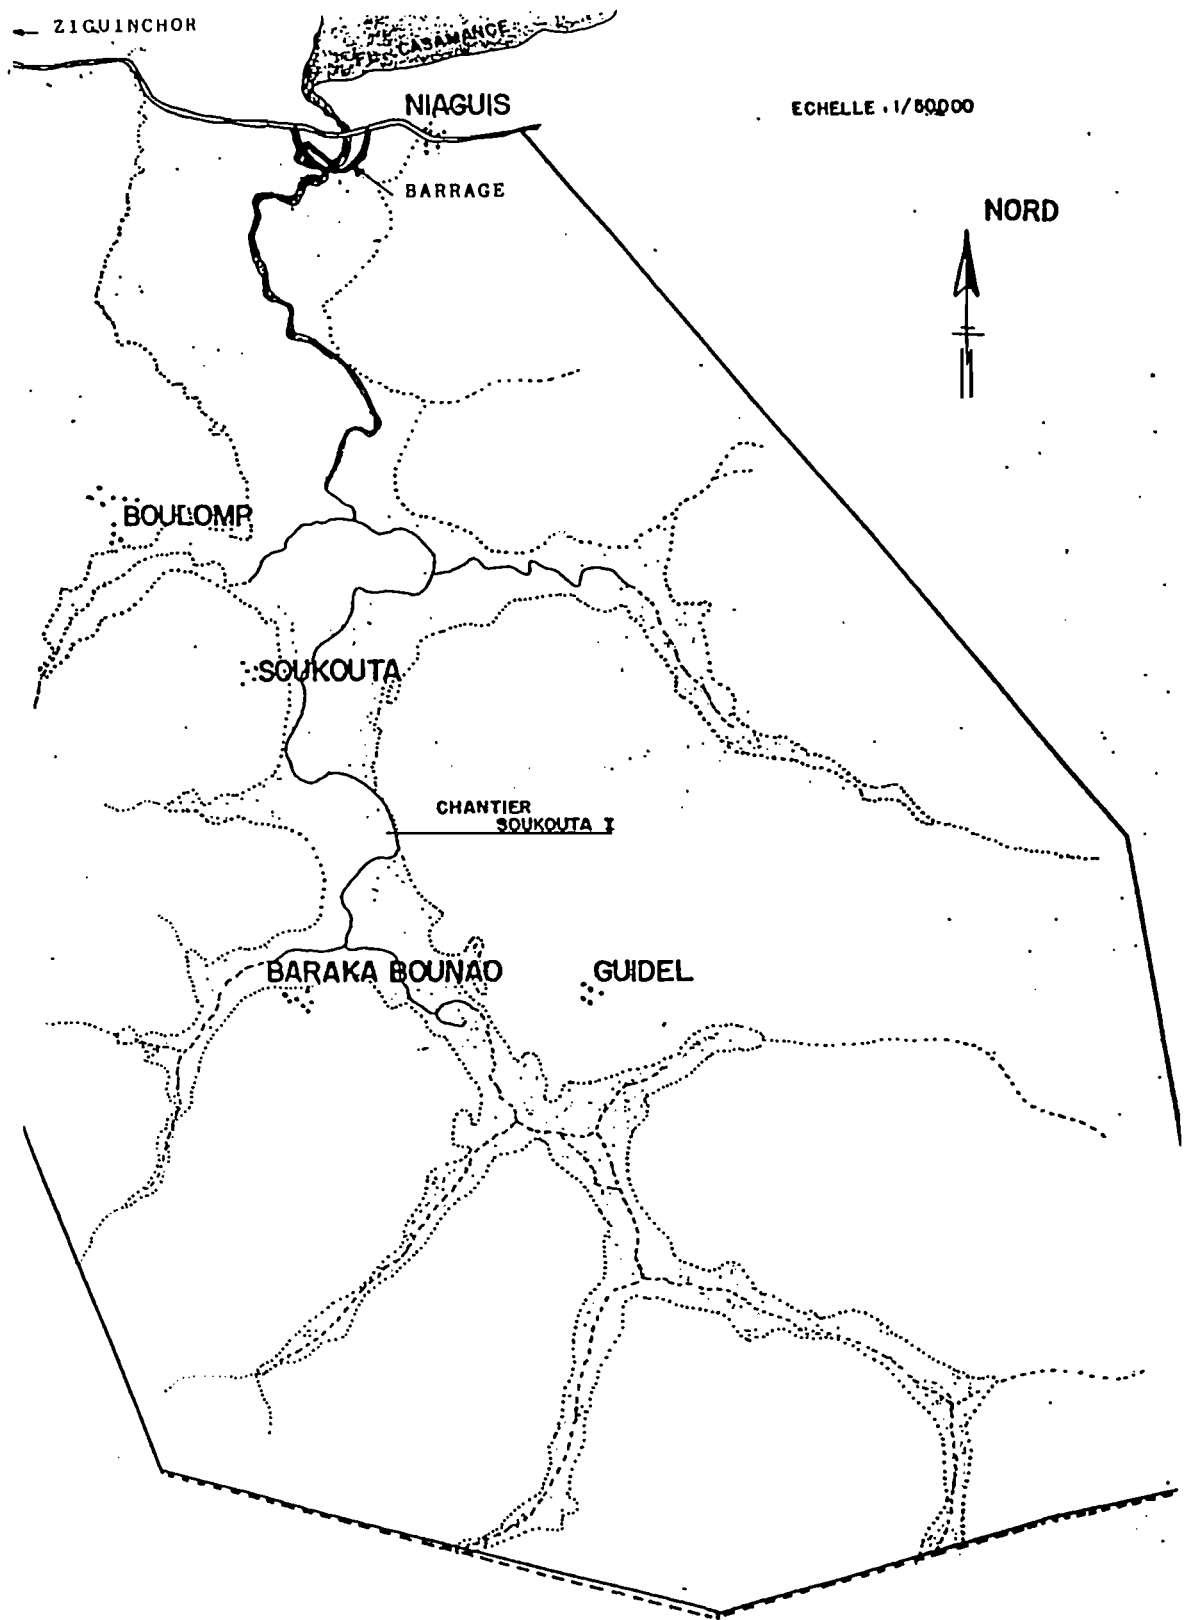 ← ZIGUINCHOR
CASAMANCE
NIAGUIS
ECHELLE : 1/50000
BARRAGE
NORD
BOULOMP
SOUKOUTA
CHANTIER
SOUKOUTA I
BARAKA BOUNAO
GUIDEL